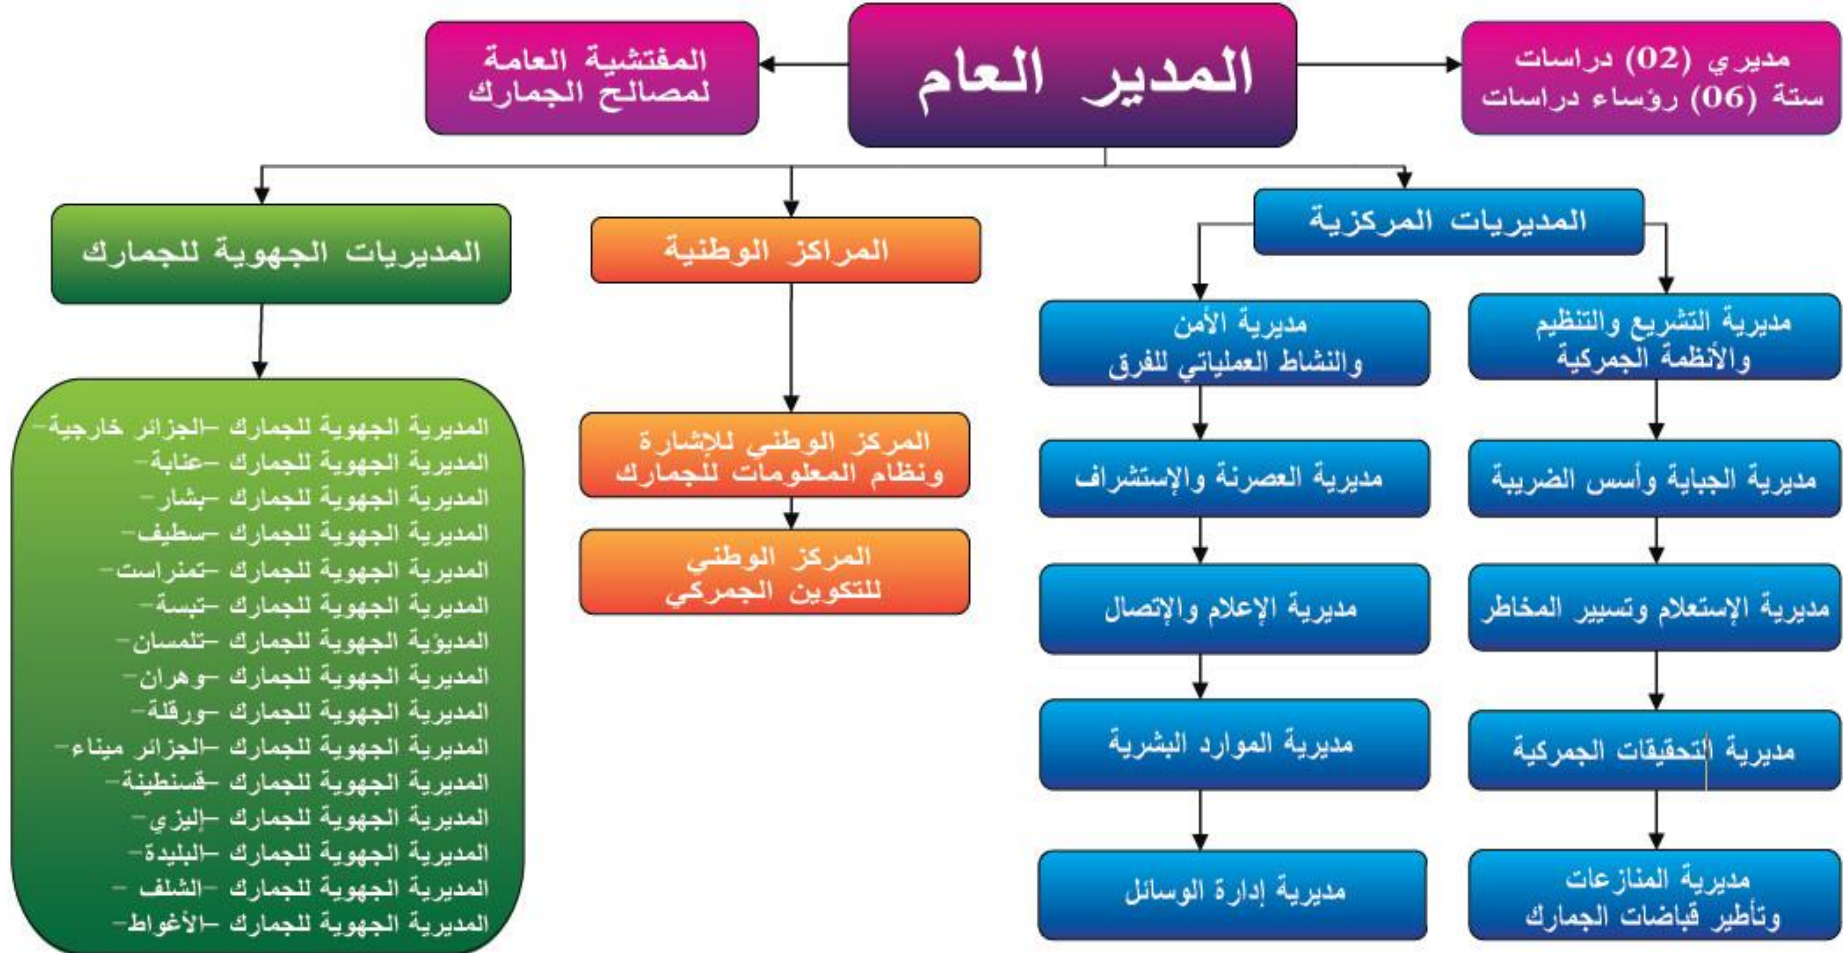 المدير العام
مديري (02) دراسات
ستة (06) رؤساء دراسات
المفتشية العامة
لمصالح الجمارك
المديريات المركزية
مديرية التشريع والتنظيم
والأنظمة الجمركية
مديرية الجباية وأسس الضريبة
مديرية الإستعلام وتسيير المخاطر
مديرية التحقيقات الجمركية
مديرية المنازعات
وتأطير قباضات الجمارك
مديرية الأمن
والنشاط العملياتي للفرق
مديرية العصرنة والإستشراف
مديرية الإعلام والإتصال
مديرية الموارد البشرية
مديرية إدارة الوسائل
المراكز الوطنية
المركز الوطني للإشارة
ونظام المعلومات للجمارك
المركز الوطني
للتكوين الجمركي
المديريات الجهوية للجمارك
المديرية الجهوية للجمارك –الجزائر خارجية–
المديرية الجهوية للجمارك –عنابة–
المديرية الجهوية للجمارك –بشار–
المديرية الجهوية للجمارك –سطيف–
المديرية الجهوية للجمارك –تمنراست–
المديرية الجهوية للجمارك –تبسة–
المديؤية الجهوية للجمارك –تلمسان–
المديرية الجهوية للجمارك –وهران–
المديرية الجهوية للجمارك –ورقلة–
المديرية الجهوية للجمارك –الجزائر ميناء–
المديرية الجهوية للجمارك –قسنطينة–
المديرية الجهوية للجمارك –إليزي–
المديرية الجهوية للجمارك –البليدة–
المديرية الجهوية للجمارك –الشلف –
المديرية الجهوية للجمارك –الأغواط–